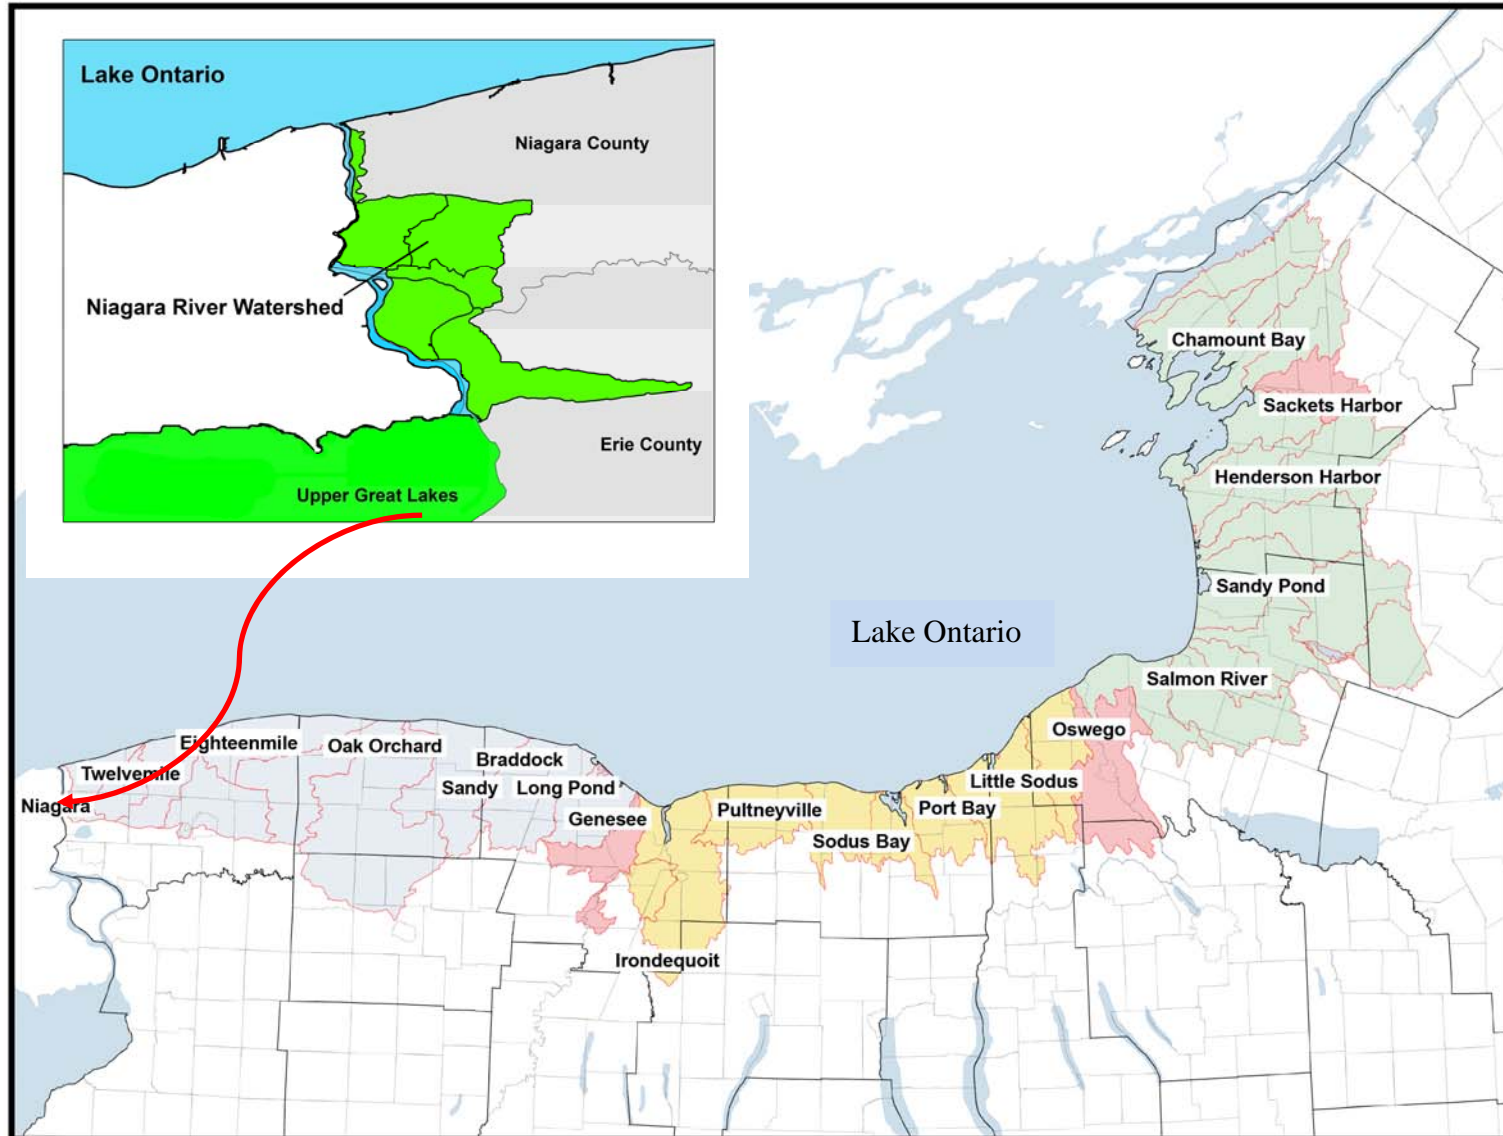 Lake Ontario
Niagara County
Niagara River Watershed
Erie County
Upper Great Lakes
Chamount Bay
Sackets Harbor
Henderson Harbor
Sandy Pond
Lake Ontario
Salmon River
Oswego
Eighteenmile
Oak Orchard
Braddock
Twelvemile
Sandy
Long Pond
Little Sodus
Niagara
Genesee
Pultneyville
Port Bay
Sodus Bay
Irondequoit